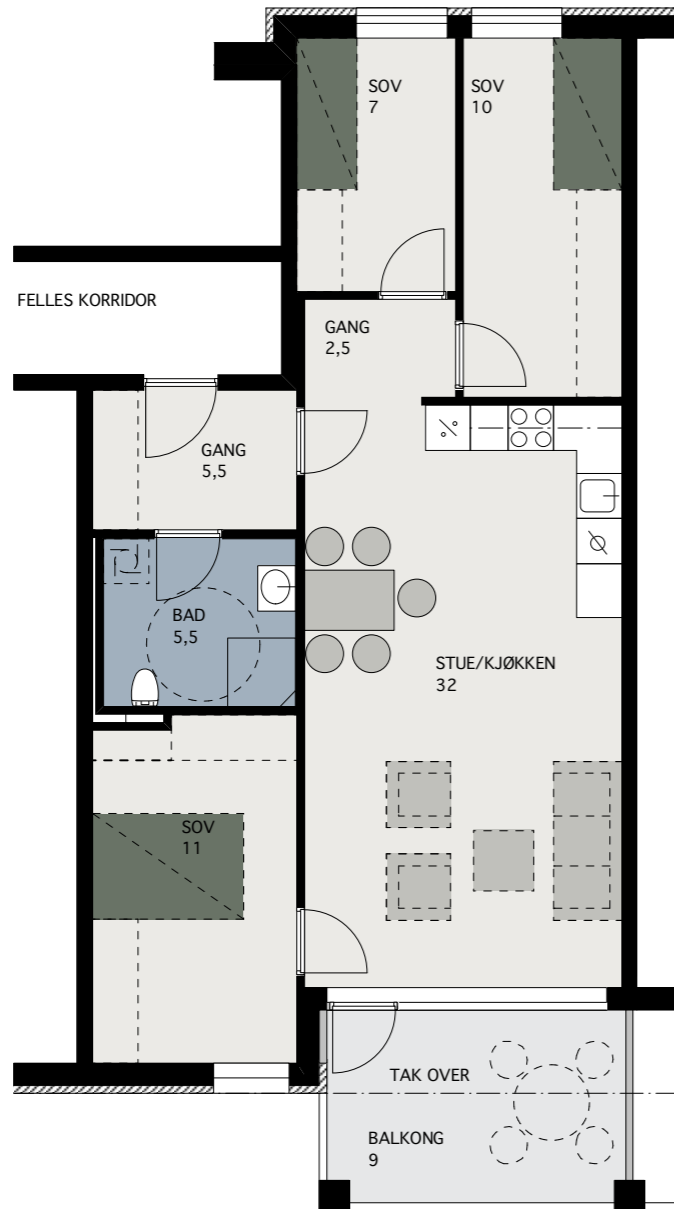 SOV
7
SOV
10
FELLES KORRIDOR
GANG
2,5
GANG
5,5
BAD
5,5
STUE/KJØKKEN
32
SOV
11
TAK OVER
BALKONG
9